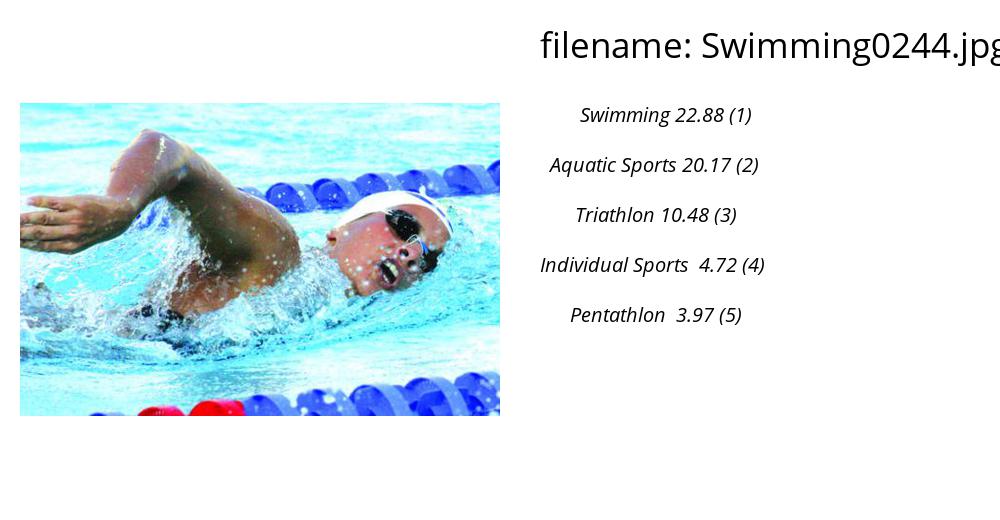 filename: Swimming0244.jpg
Swimming 22.88 (1)
Aquatic Sports 20.17 (2)
Triathlon 10.48 (3)
Individual Sports 4.72 (4)
Pentathlon 3.97 (5)